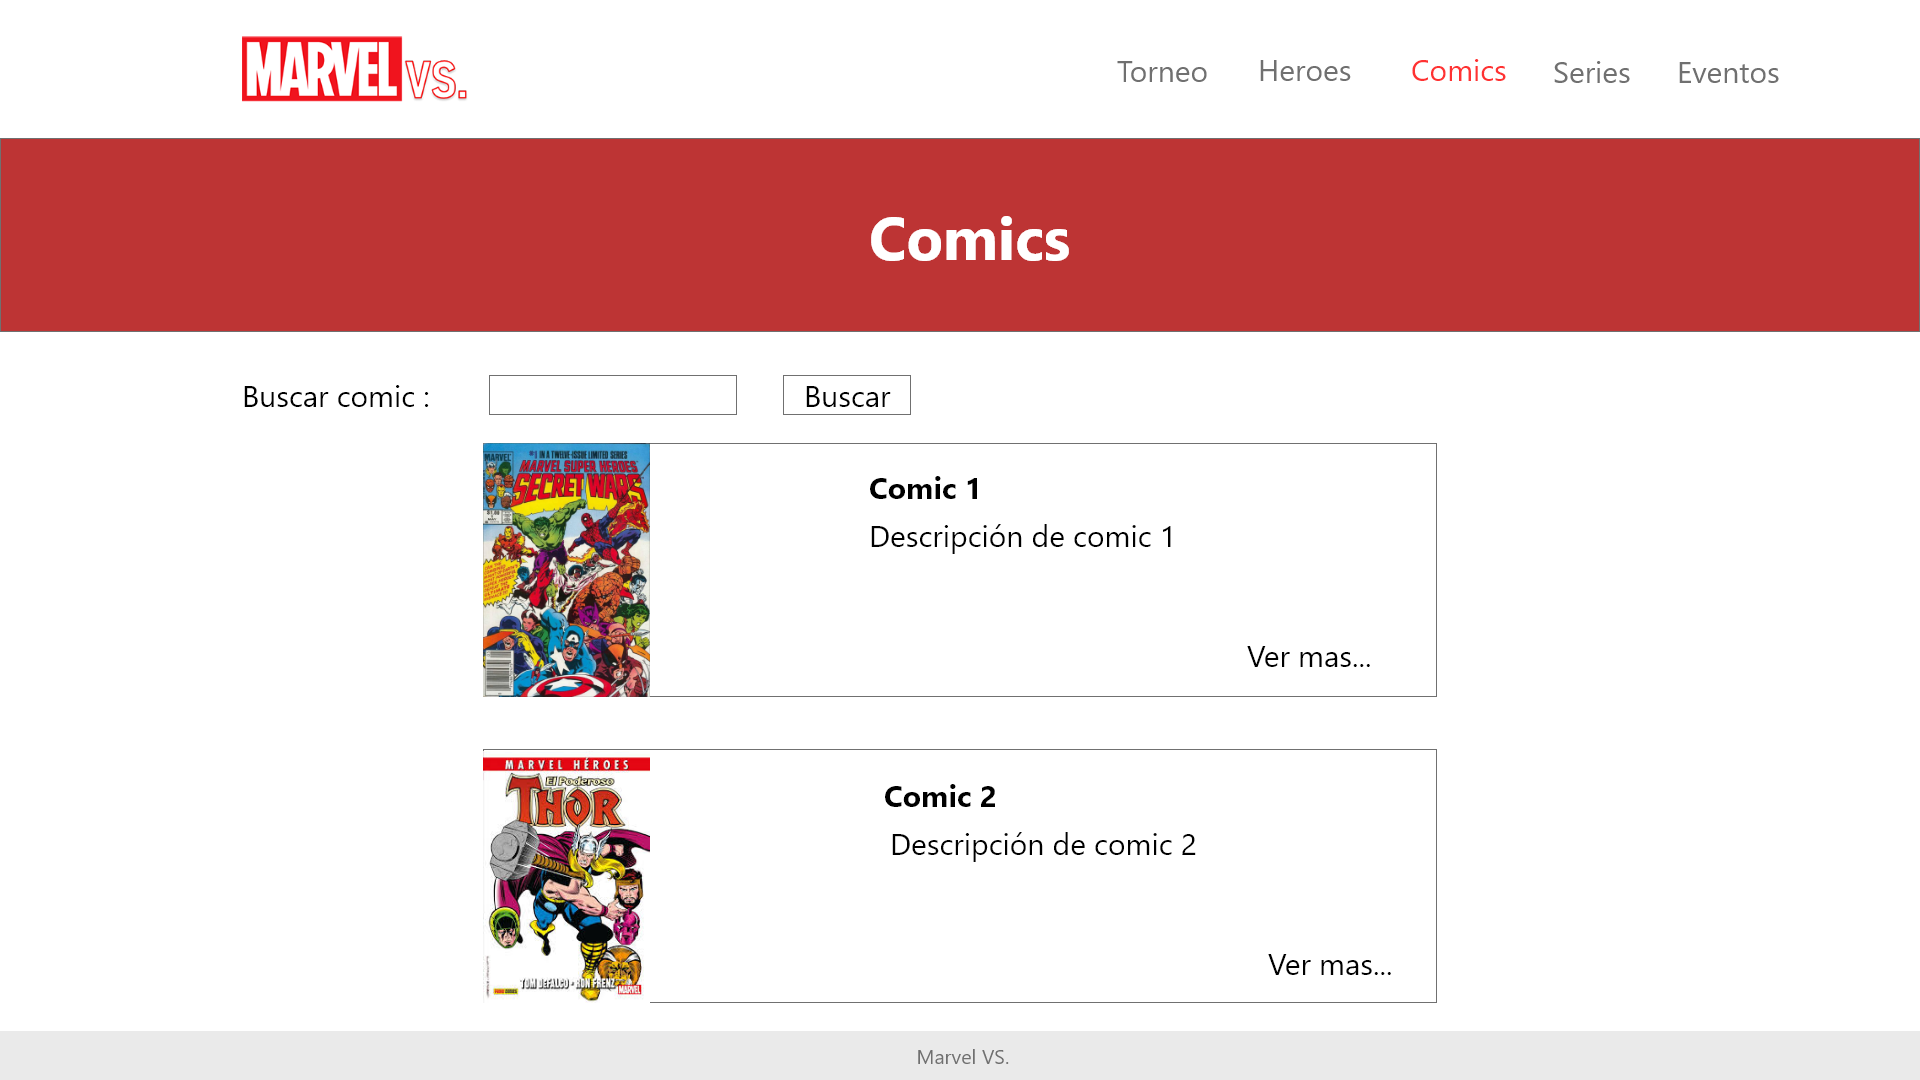 MARVEL VS.
Torneo Heroes Comics Series Eventos
Comics
Buscar comic : Buscar
#1 IN A TWELVE-ISSUE LIMITED SERIES
MARVEL
MARVEL SUPER HEROES
SECRET WARS
Comic 1
Descripción de comic 1
Ver mas...
MARVEL HÉROES
El Poderoso
THOR
TOM DEFALCO • RON FRENZ
MARVEL
Comic 2
Descripción de comic 2
Ver mas...
Marvel VS.